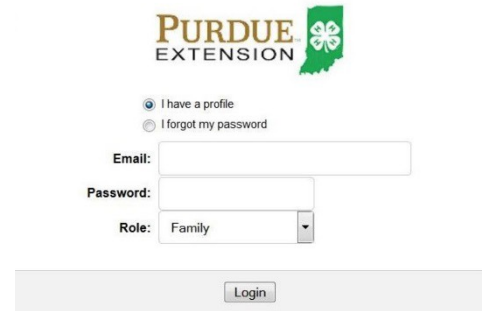 PURDUE
EXTENSION
I have a profile
I forgot my password
Email:
Password:
Role: Family
Login